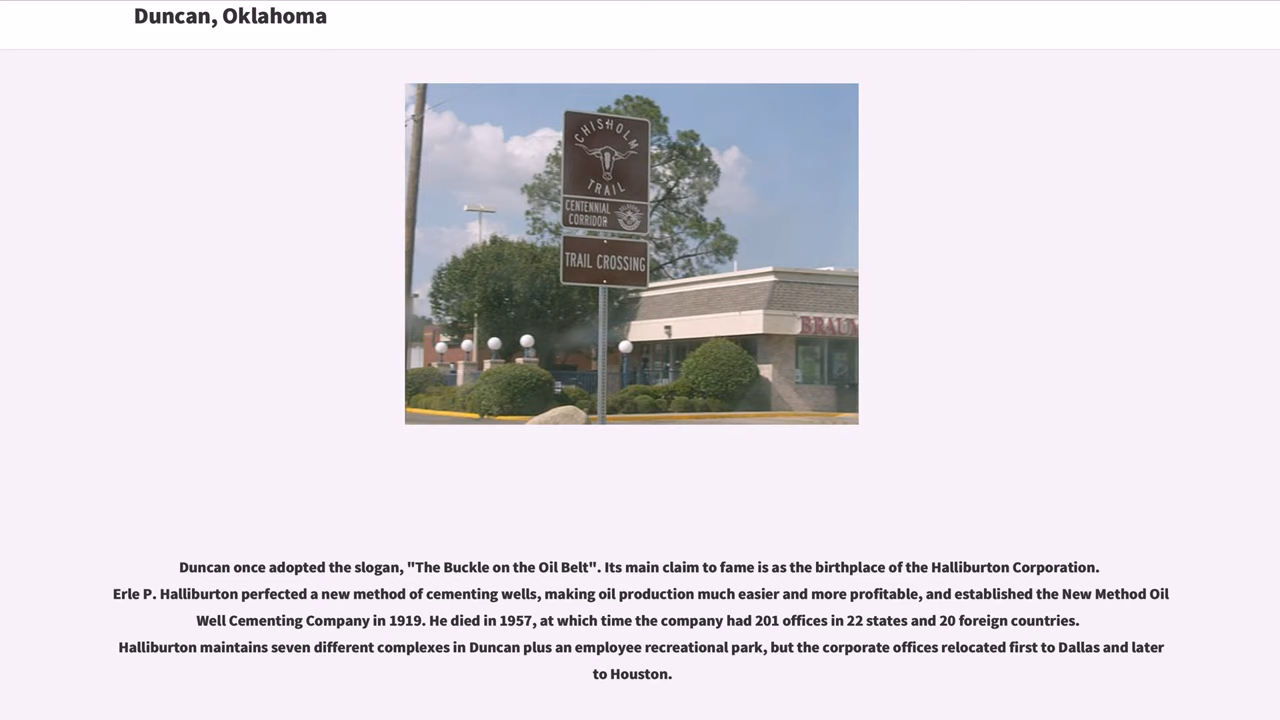 Duncan, Oklahoma
CHISHOLM
TRAIL
CENTENNIAL
CORRIDOR
TRAIL CROSSING
Duncan once adopted the slogan, "The Buckle on the Oil Belt". Its main claim to fame is as the birthplace of the Halliburton Corporation.
Erle P. Halliburton perfected a new method of cementing wells, making oil production much easier and more profitable, and established the New Method Oil
Well Cementing Company in 1919. He died in 1957, at which time the company had 201 offices in 22 states and 20 foreign countries.
Halliburton maintains seven different complexes in Duncan plus an employee recreational park, but the corporate offices relocated first to Dallas and later
to Houston.